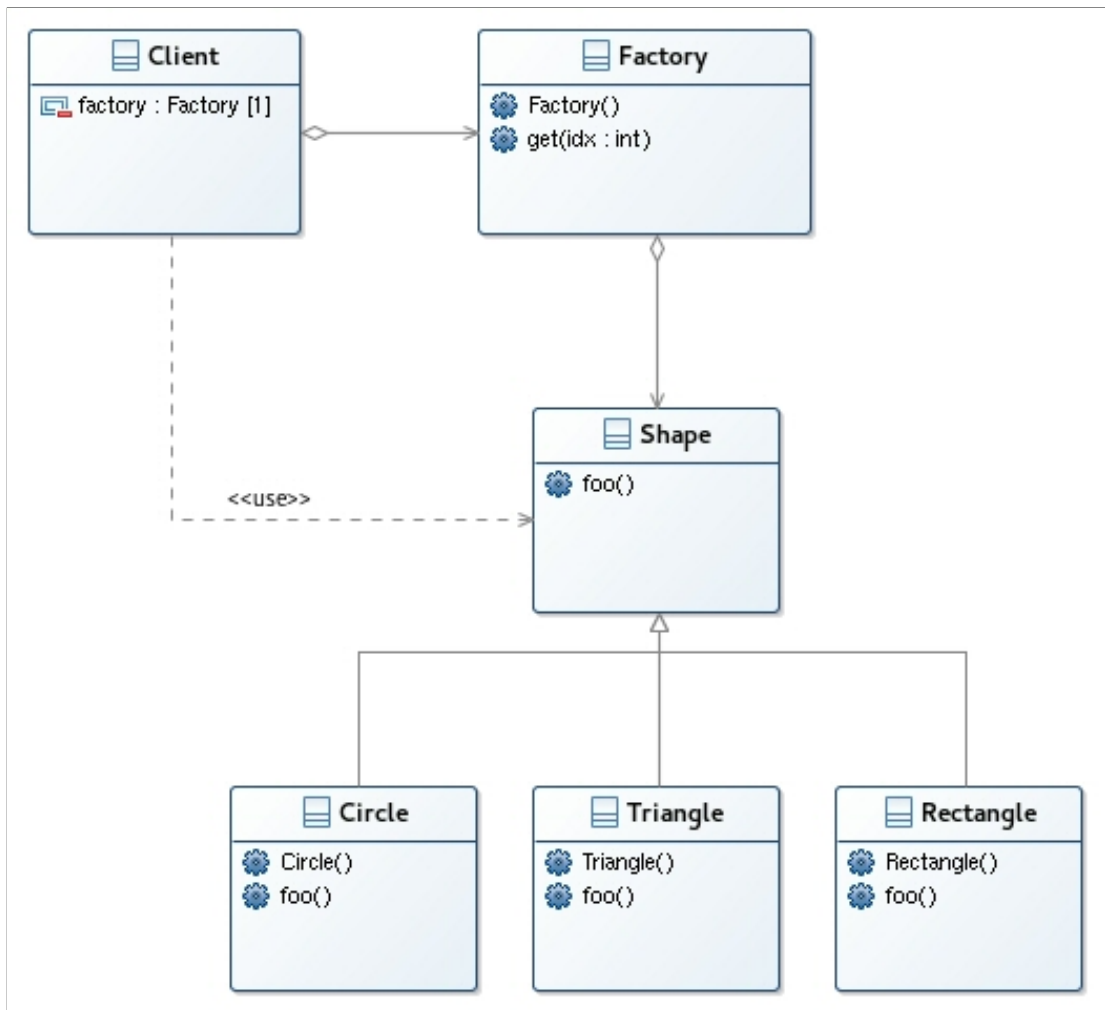 Client
factory : Factory [1]
Factory
Factory()
get(idx : int)
Shape
foo()
<<use>>
Circle
Circle()
foo()
Triangle
Triangle()
foo()
Rectangle
Rectangle()
foo()